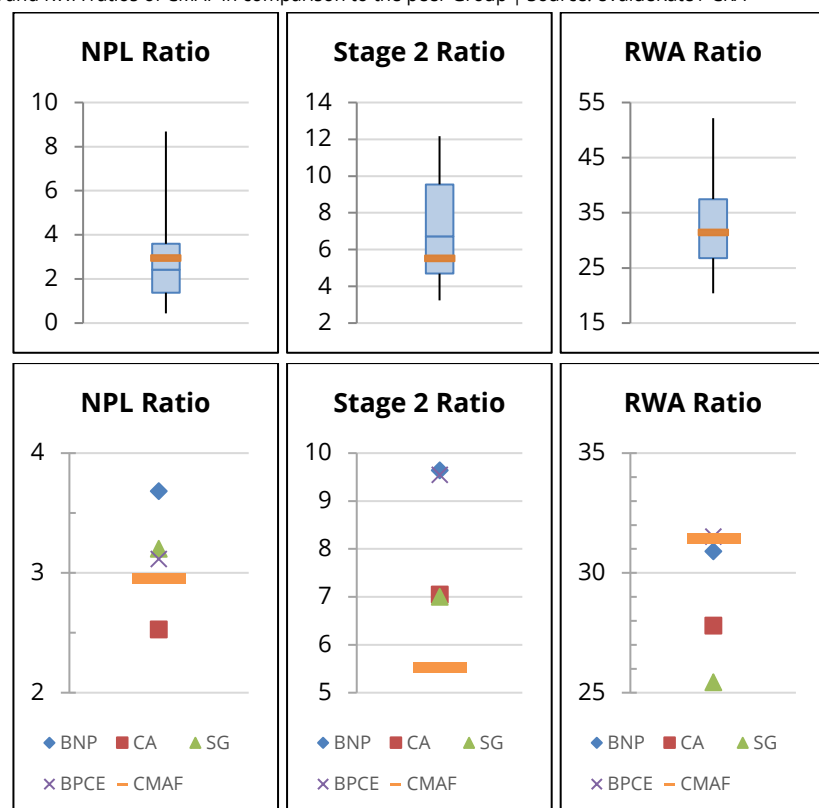 NPL Ratio
10
8
6
4
2
0
Stage 2 Ratio
14
12
10
8
6
4
2
RWA Ratio
55
45
35
25
15
NPL Ratio
4
3
2
BNP CA SG
BPCE CMAF
Stage 2 Ratio
10
9
8
7
6
5
BNP CA SG
BPCE CMAF
RWA Ratio
35
30
25
BNP CA SG
BPCE CMAF